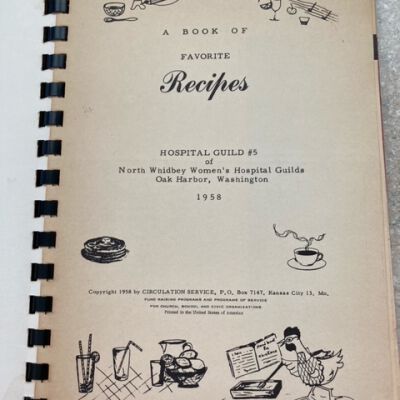 A BOOK OF
FAVORITE
Recipes
HOSPITAL GUILD #5
of
North Whidbey Women's Hospital Guilds
Oak Harbor, Washington
1958
Copyright 1958 by CIRCULATION SERVICE, P.O. Box 7147, Kansas City 13, Mo.
FUND RAISING PROGRAMS AND PROGRAMS OF SERVICE
FOR CHURCH, SCHOOL, AND CIVIC ORGANIZATIONS
Printed in the United States of America